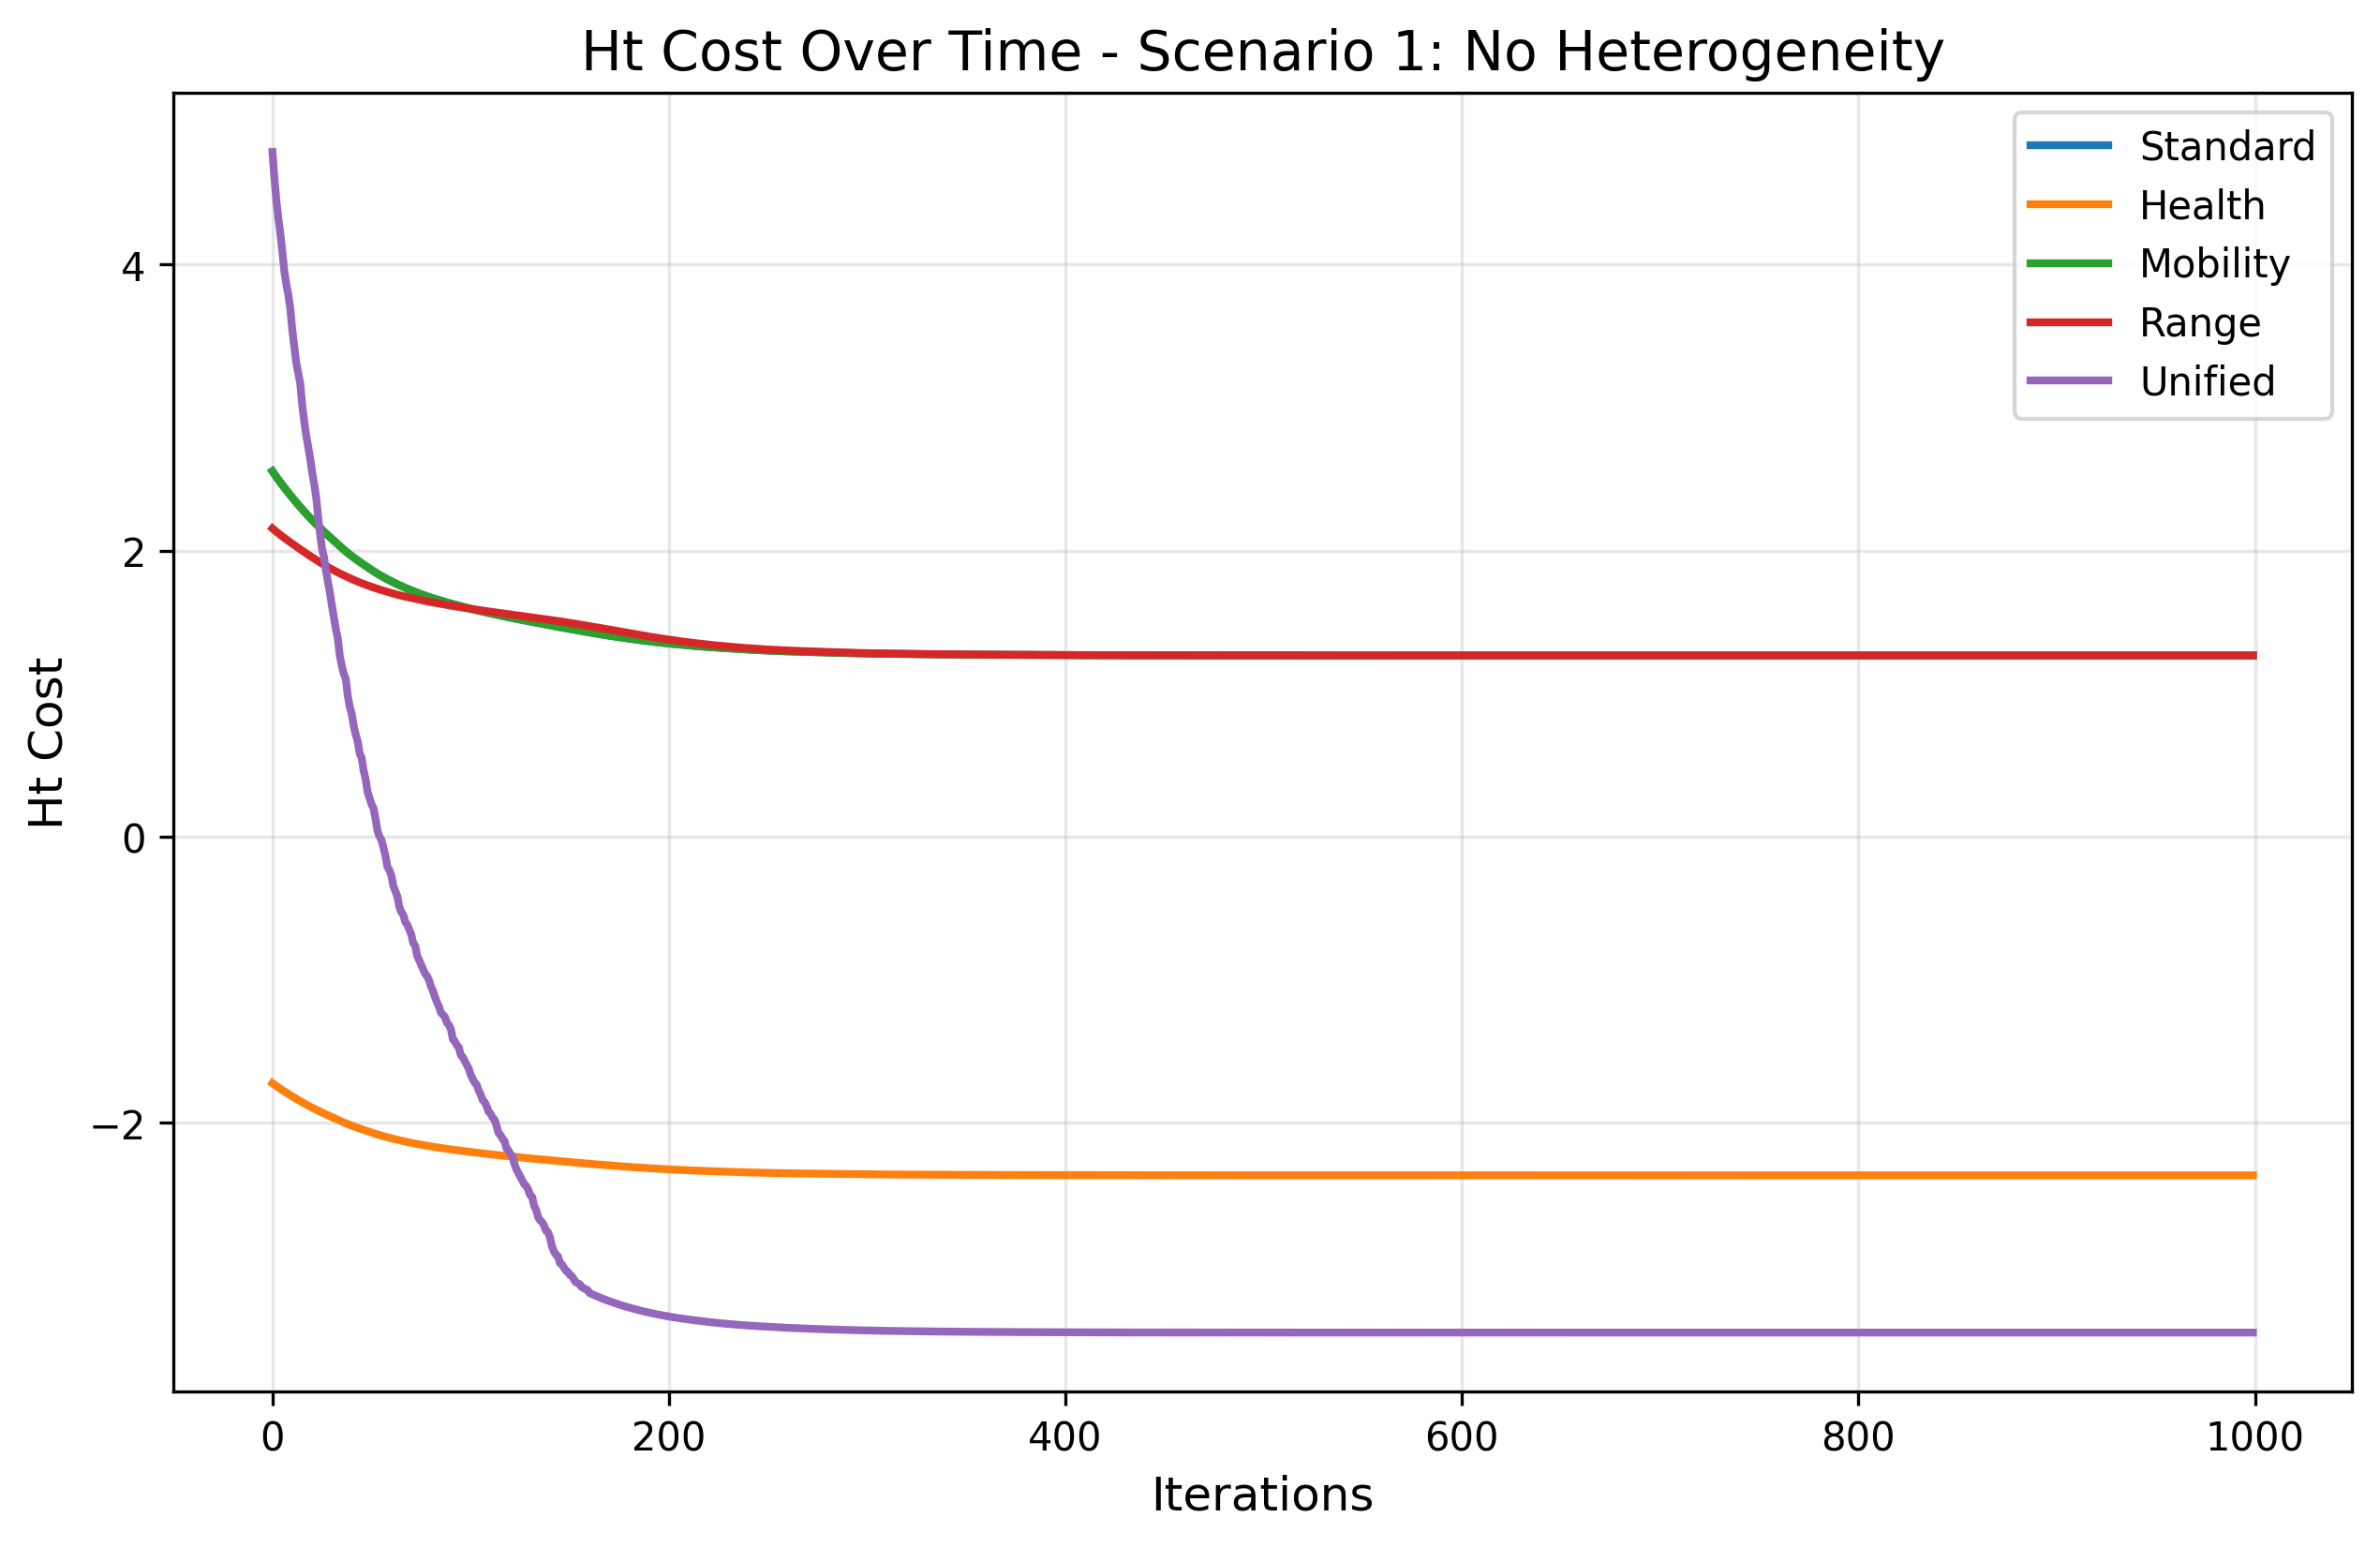 Ht Cost Over Time - Scenario 1: No Heterogeneity
Standard
Health
Mobility
Range
Unified
4
2
0
−2
Ht Cost
0 200 400 600 800 1000
Iterations